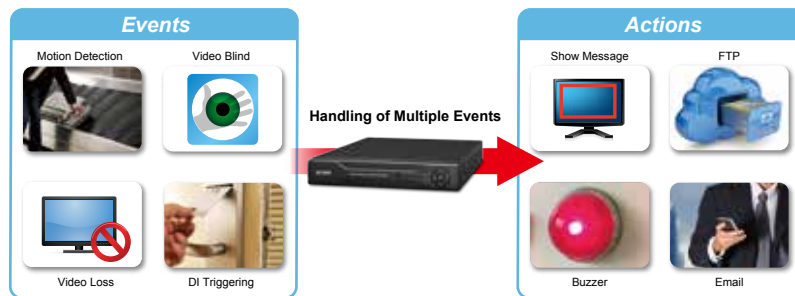 Events
Motion Detection
Video Blind
Video Loss
DI Triggering
Handling of Multiple Events
Actions
Show Message
FTP
Buzzer
Email